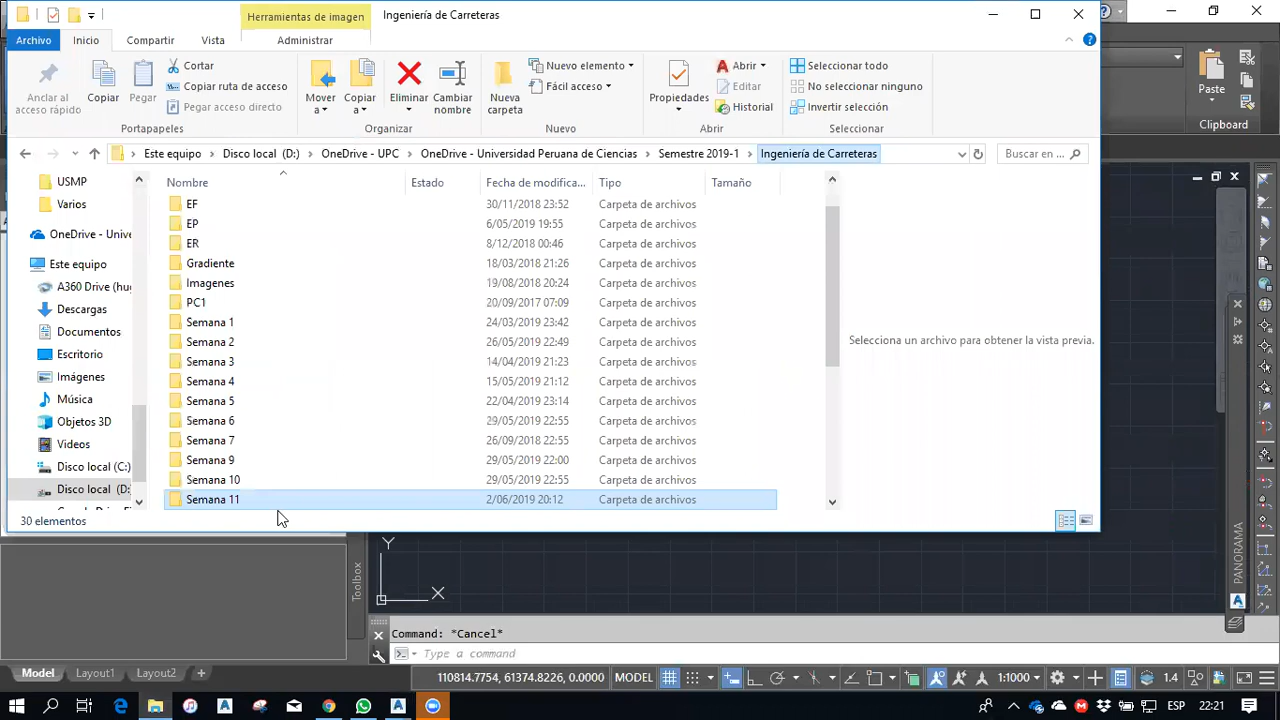 Herramientas de imagen Ingeniería de Carreteras
Archivo Inicio Compartir Vista Administrar
Anclar al acceso rápido Copiar Pegar Cortar Copiar ruta de acceso Pegar acceso directo
Mover a Copiar a Eliminar Cambiar nombre Nueva carpeta Nuevo elemento Fácil acceso
Propiedades Abrir Editar Historial Seleccionar todo No seleccionar ninguno Invertir selección
Paste
Portapapeles Organizar Nuevo Abrir Seleccionar Clipboard
Este equipo Disco local (D:) OneDrive - UPC OneDrive - Universidad Peruana de Ciencias Semestre 2019-1 Ingeniería de Carreteras Buscar en ...
Nombre Estado Fecha de modifica... Tipo Tamaño
USMP
Varios
OneDrive - Unive
Este equipo
A360 Drive (hug
Descargas
Documentos
Escritorio
Imágenes
Música
Objetos 3D
Videos
Disco local (C:)
Disco local (D:
EF 30/11/2018 23:52 Carpeta de archivos
EP 6/05/2019 19:55 Carpeta de archivos
ER 8/12/2018 00:46 Carpeta de archivos
Gradiente 18/03/2018 21:26 Carpeta de archivos
Imagenes 19/08/2018 20:24 Carpeta de archivos
PC1 20/09/2017 07:09 Carpeta de archivos
Semana 1 24/03/2019 23:42 Carpeta de archivos
Semana 2 26/05/2019 22:49 Carpeta de archivos
Semana 3 14/04/2019 21:23 Carpeta de archivos
Semana 4 15/05/2019 21:12 Carpeta de archivos
Semana 5 22/04/2019 23:14 Carpeta de archivos
Semana 6 29/05/2019 22:55 Carpeta de archivos
Semana 7 26/09/2018 22:55 Carpeta de archivos
Semana 9 29/05/2019 22:00 Carpeta de archivos
Semana 10 29/05/2019 22:55 Carpeta de archivos
Semana 11 2/06/2019 20:12 Carpeta de archivos
Selecciona un archivo para obtener la vista previa.
30 elementos
Y
X
Toolbox
PANORAMA
Command: *Cancel*
Type a command
Model Layout1 Layout2 + 110814.7754, 61374.8226, 0.0000 MODEL 1:1000 1.4
ESP 22:21